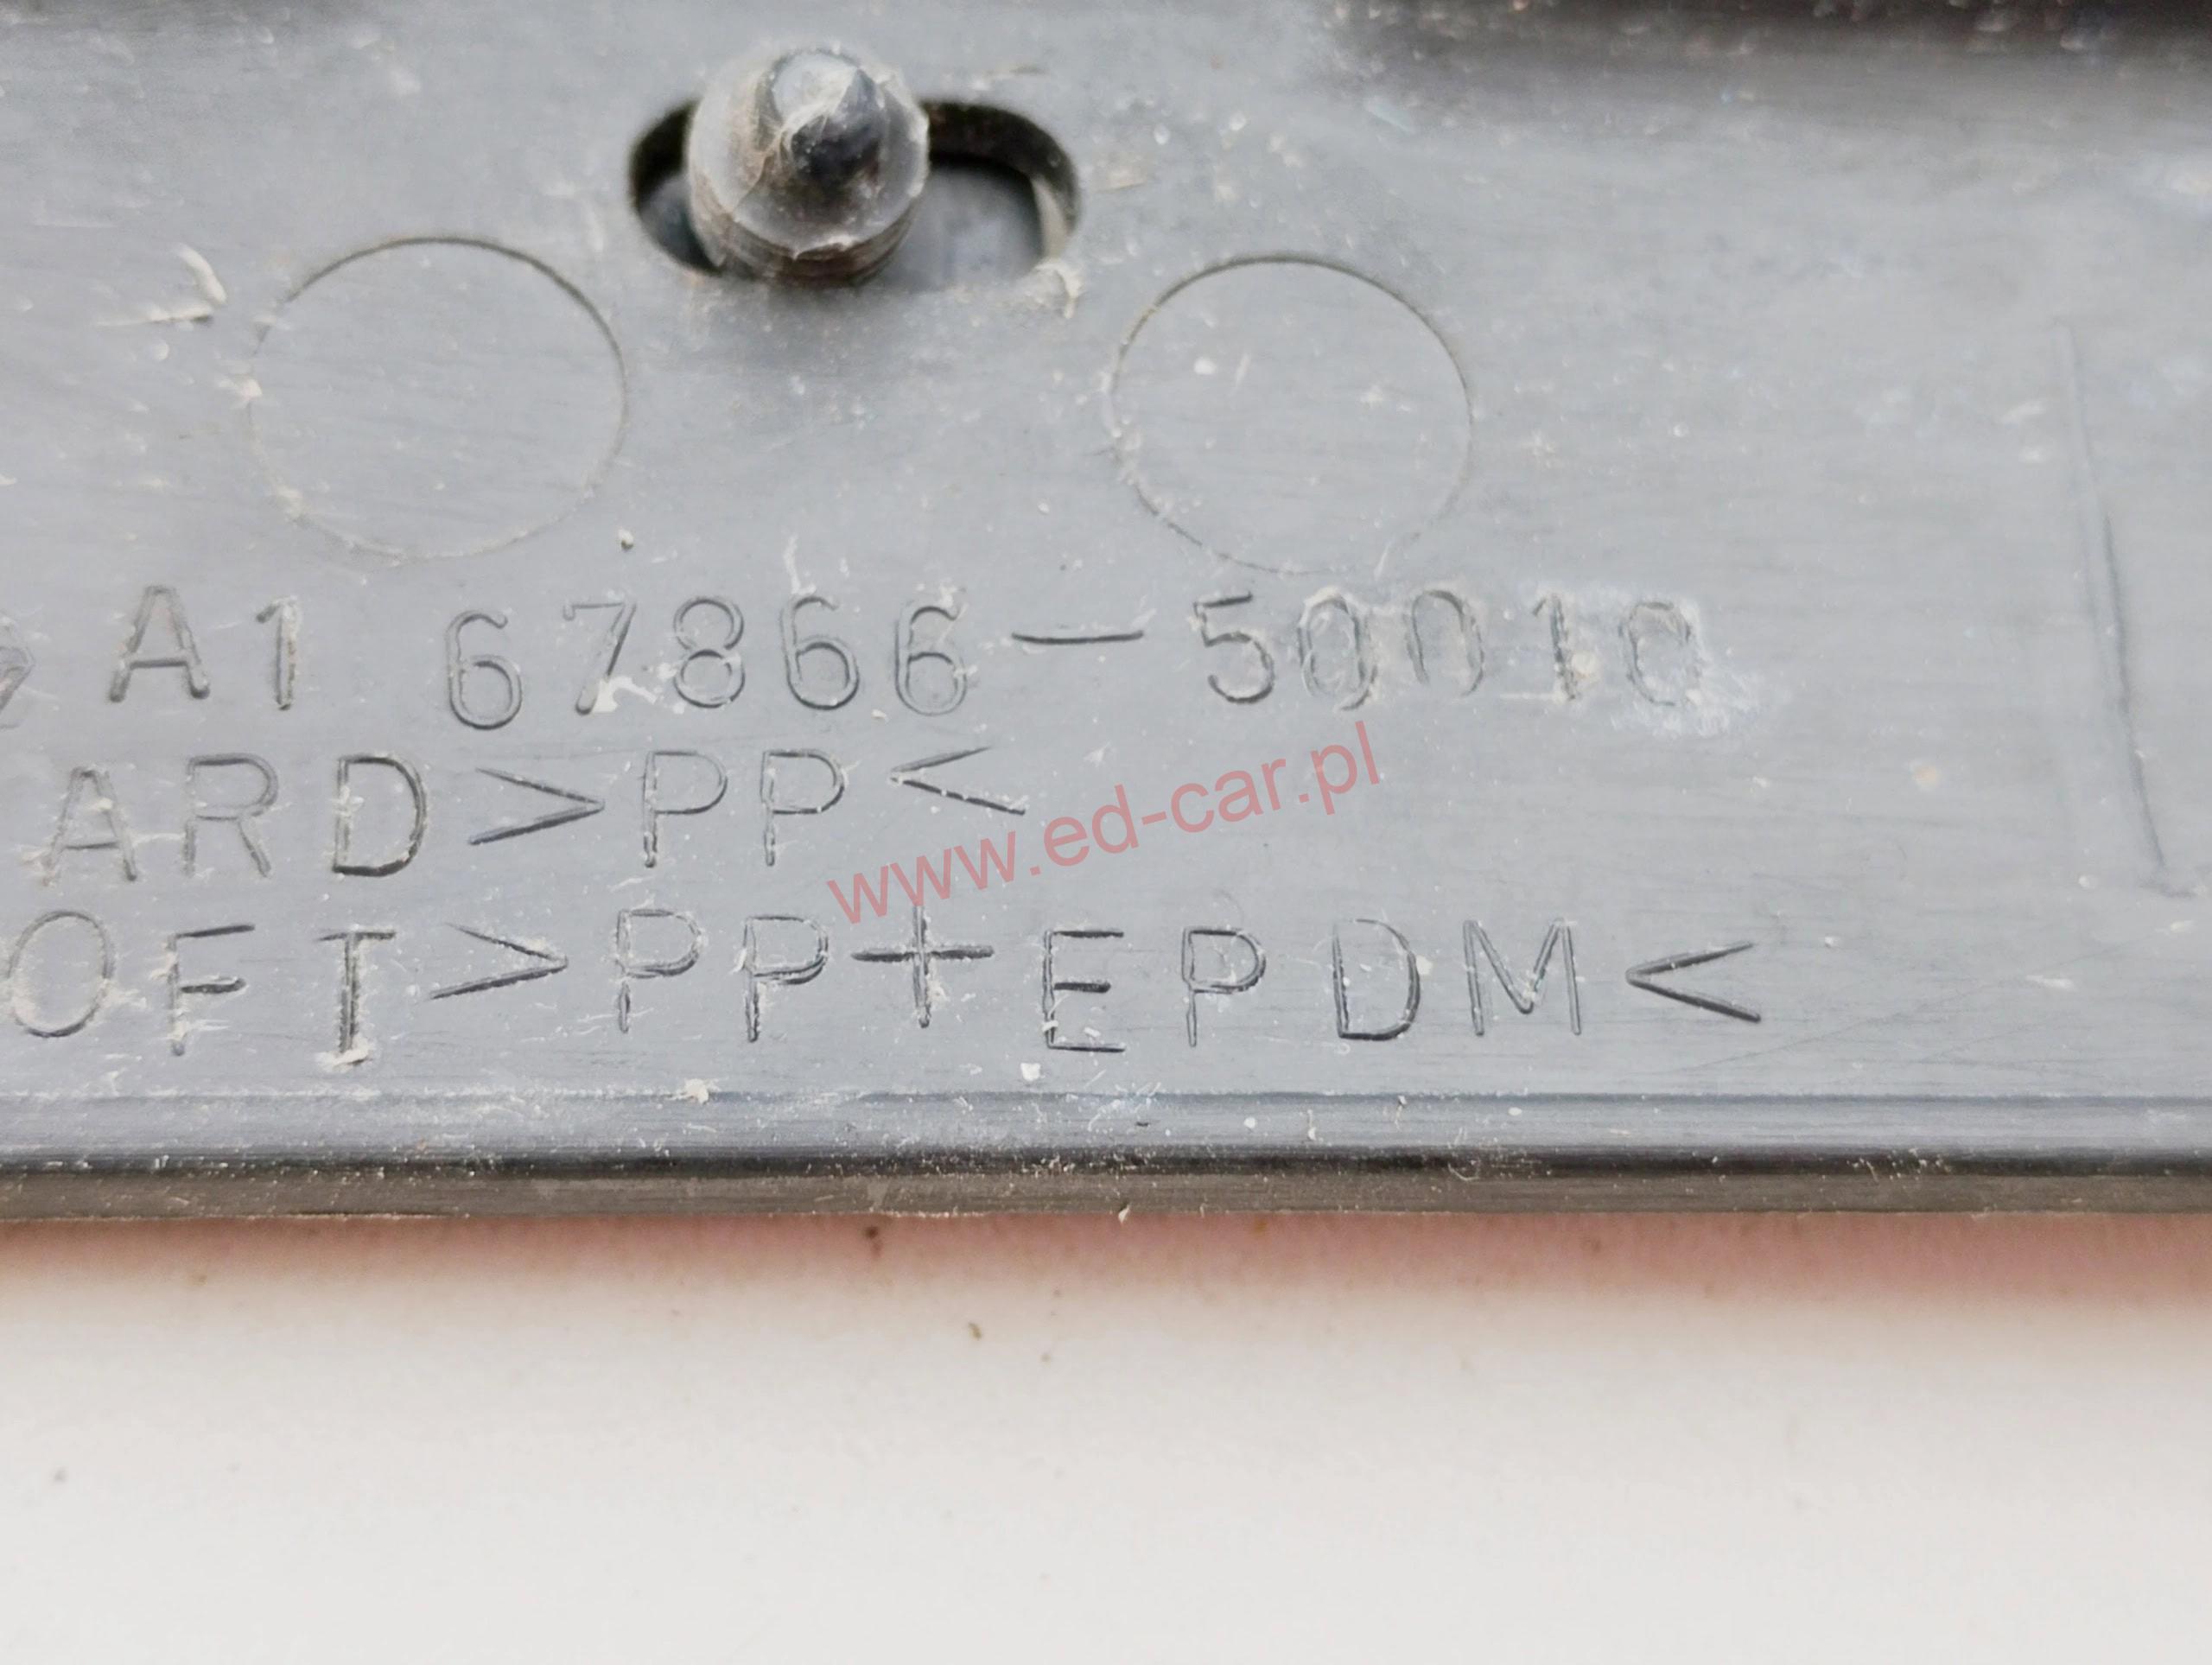 A1 67866-50010
ARD>PP<
OFT>PP+EPDM<
www.ed-car.pl